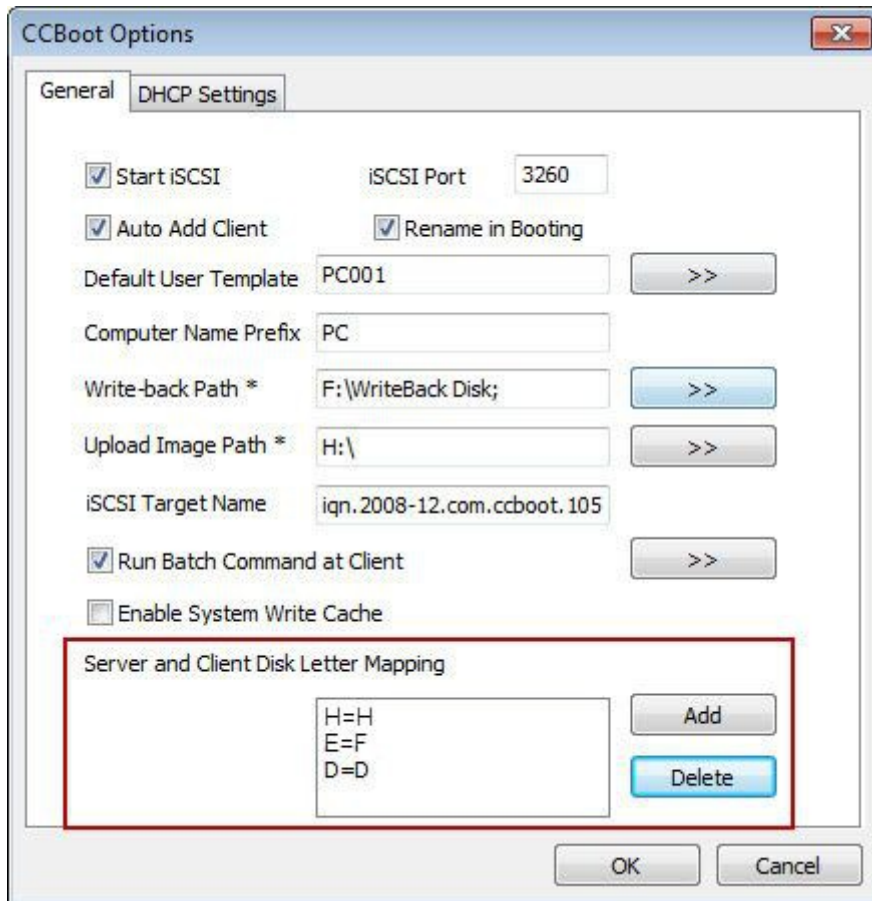 CCBoot Options
General DHCP Settings
Start iSCSI iSCSI Port 3260
Auto Add Client Rename in Booting
Default User Template PC001 >>
Computer Name Prefix PC
Write-back Path * F:\WriteBack Disk; >>
Upload Image Path * H:\ >>
iSCSI Target Name iqn.2008-12.com.ccboot.105
Run Batch Command at Client >>
Enable System Write Cache
Server and Client Disk Letter Mapping
H=H
E=F
D=D
Add
Delete
OK Cancel